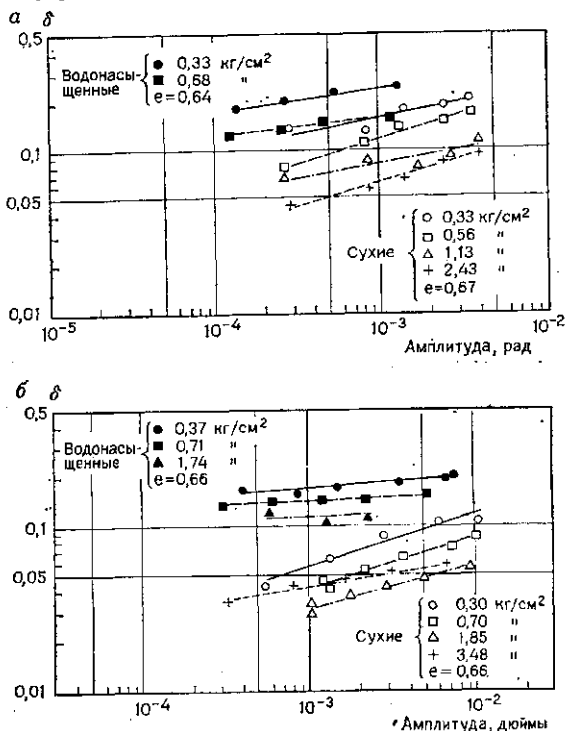 а δ
0,5
0,1
0,05
0,01
Водонасы-
щенные
0,33 кг/см²
0,68 "
e=0,64
Сухие
0,33 кг/см²
0,56 "
1,13 "
2,43 "
e=0,67
10⁻⁵ 10⁻⁴ 10⁻³ 10⁻²
Амплитуда, рад
б δ
0,5
0,1
0,05
0,01
Водонасы-
щенные
0,37 кг/см²
0,71 "
1,74 "
e=0,66
Сухие
0,30 кг/см²
0,70 "
1,85 "
3,48 "
e=0,66
10⁻⁴ 10⁻³ 10⁻²
Амплитуда, дюймы